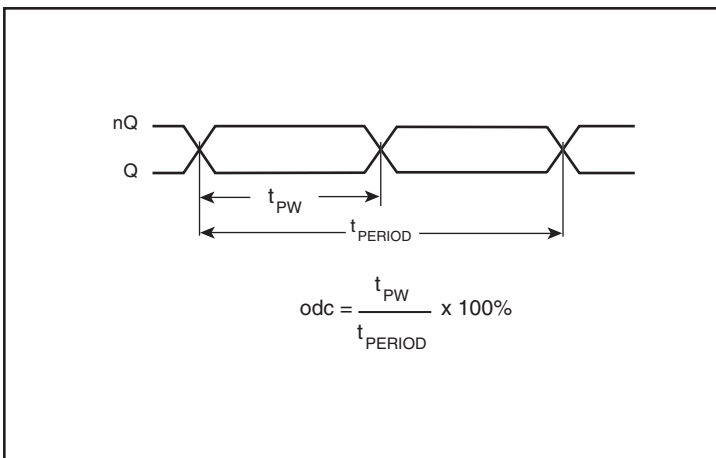 nQ
Q
tPW
tPERIOD
odc = tPW / tPERIOD x 100%